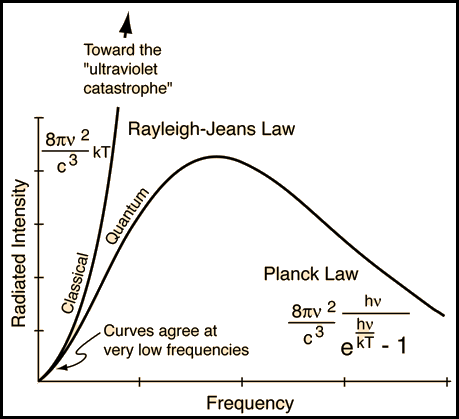 Toward the
"ultraviolet
catastrophe"
Rayleigh-Jeans Law
8πν² / c³ kT
Classical
Quantum
Radiated Intensity
Planck Law
8πν² / c³ hν / e^(hν/kT) - 1
Curves agree at
very low frequencies
Frequency